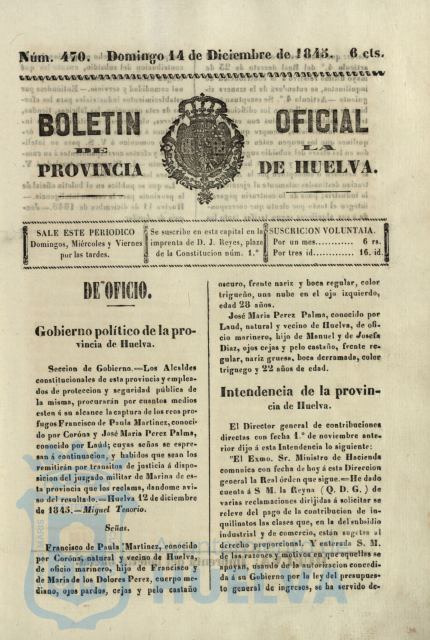 Núm. 470. Domingo 14 de Diciembre de 1845. 6 cts.
BOLETIN OFICIAL
DE LA
PROVINCIA DE HUELVA.
SALE ESTE PERIODICO
Domingos, Miércoles y Viernes
por las tardes.
Se suscribe en esta capital en la
imprenta de D. J. Reyes, plaza
de la Constitucion núm. 1.º
SUSCRICION VOLUNTAIA.
Por un mes........... 6 rs.
Por tres id........... 16. id.
DE OFICIO.
Gobierno político de la pro-
vincia de Huelva.
Seccion de Gobierno.—Los Alcaldes
constitucionales de esta provincia y emplea-
dos de proteccion y seguridad pública de
la misma, procurarán por cuantos medios
esten á su alcance la captura de los reos pró-
fugos Francisco de Paula Martinez, conoci-
do por Coróna y José María Perez Palma,
conocido por Laúd; cuyas señas se expre-
san á continuacion, y habidos que sean los
remitirán por transitos de justicia á dispo-
sicion del juzgado militar de Marina de es-
ta provincia que los reclama, dándome avi-
so del resultado.—Huelva 12 de diciembre
de 1845.—Miguel Tenorio.
Señas.
Francisco de Paula Martinez, conocido
por Coróna, natural y vecino de Huelva,
de oficio marinero, hijo de Francisco y
de María de los Dolores Perez, cuerpo me-
diano, ojos pardos, cejas y pelo castaño
oscuro, frente nariz y boca regular, color
trigueño, una nube en el ojo izquierdo,
edad 28 años.
José María Perez Palma, conocido por
Laud, natural y vecino de Huelva, de ofi-
cio marinero, hijo de Manuel y de Josefa
Diaz, ojos cejas y pelo castaño, frente re-
gular, nariz gruesa, boca derramada, color
triguego y 22 años de edad.
Intendencia de la provin-
cia de Huelva.
El Director general de contribuciones
directas con fecha 1.º de noviembre ante-
rior dijo á esta Intendencia lo siguiente:
"El Exmo. Sr. Ministro de Hacienda
comunica con fecha de hoy á esta Direccion
general la Real órden que sigue.—He dado
cuenta á S. M. la Reyna (Q. D. G.) de
varias reclamaciones dirijidas á solicitar se
releve del pago de la contribucion de in-
quilinatos las clases que, en la del subsidio
industrial y de comercio, están sugetas al
derecho proporcional. Y enterada S. M.
de las razones y motivos en que aquellas se
apoyan, usando de la autorizacion concedi-
da á su Gobierno por la ley del presupues-
to general de ingresos, se ha servido de-
HUELVA